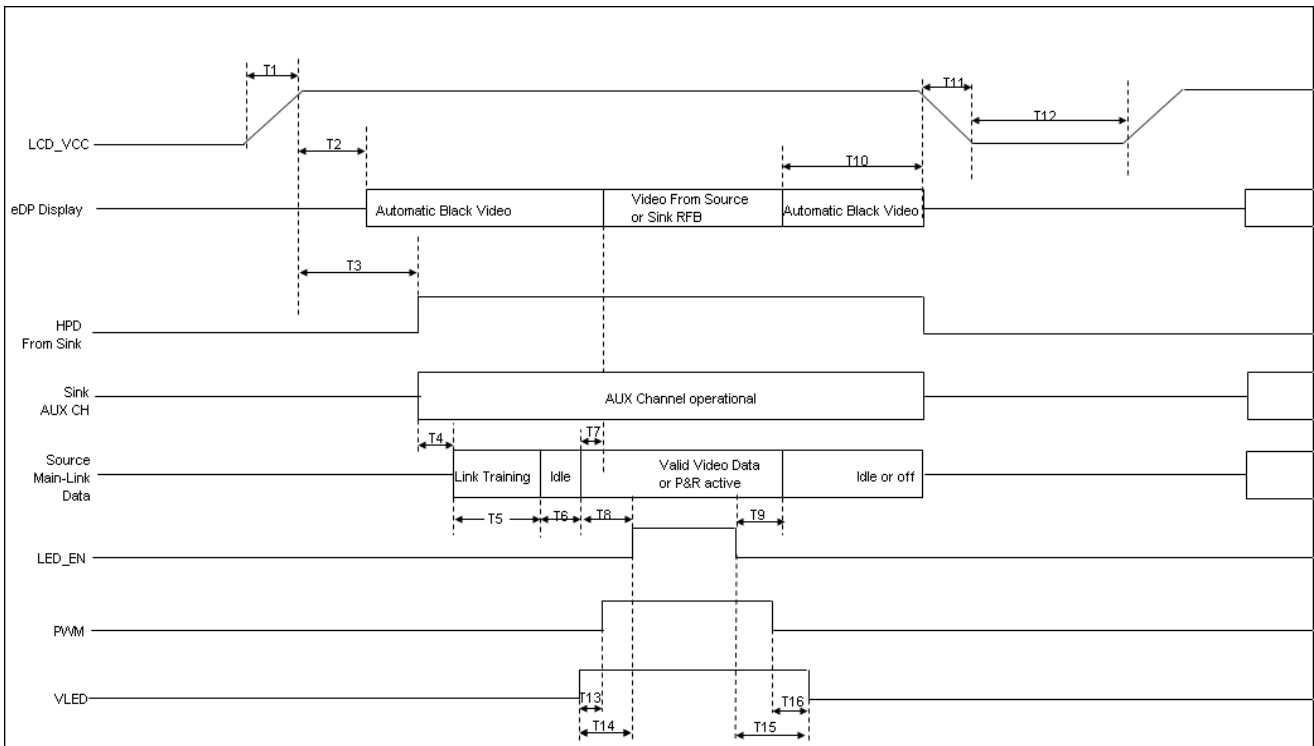 T1
T11
T12
LCD_VCC
T2
T10
eDP Display
Automatic Black Video
Video From Source
or Sink RFB
Automatic Black Video
T3
HPD
From Sink
Sink
AUX CH
AUX Channel operational
T4
T7
Source
Main-Link
Data
Link Training
Idle
Valid Video Data
or P&R active
Idle or off
T5
T6
T8
T9
LED_EN
PWM
VLED
T13
T16
T14
T15